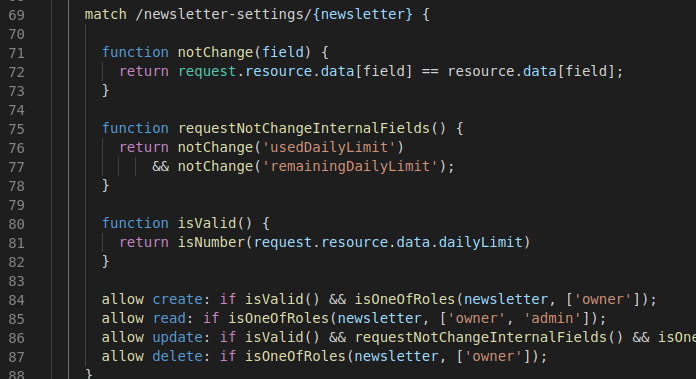 69 match /newsletter-settings/{newsletter} {
70
71 function notChange(field) {
72 return request.resource.data[field] == resource.data[field];
73 }
74
75 function requestNotChangeInternalFields() {
76 return notChange('usedDailyLimit')
77 && notChange('remainingDailyLimit');
78 }
79
80 function isValid() {
81 return isNumber(request.resource.data.dailyLimit)
82 }
83
84 allow create: if isValid() && isOneOfRoles(newsletter, ['owner']);
85 allow read: if isOneOfRoles(newsletter, ['owner', 'admin']);
86 allow update: if isValid() && requestNotChangeInternalFields() && isOne
87 allow delete: if isOneOfRoles(newsletter, ['owner']);
88 }